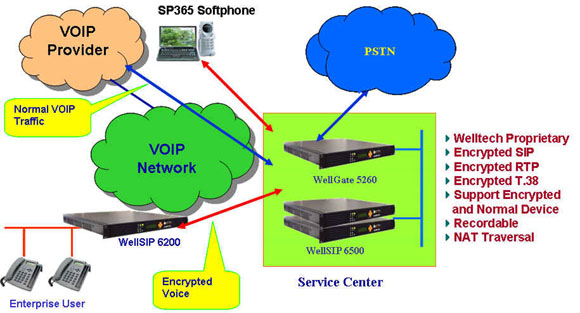 SP365 Softphone
VOIP
Provider
PSTN
Normal VOIP
Traffic
VOIP
Network
WellGate 5260
Welltech Proprietary
Encrypted SIP
Encrypted RTP
Encrypted T.38
Support Encrypted
and Normal Device
Recordable
NAT Traversal
WellSIP 6200
WellSIP 6500
Encrypted
Voice
Service Center
Enterprise User